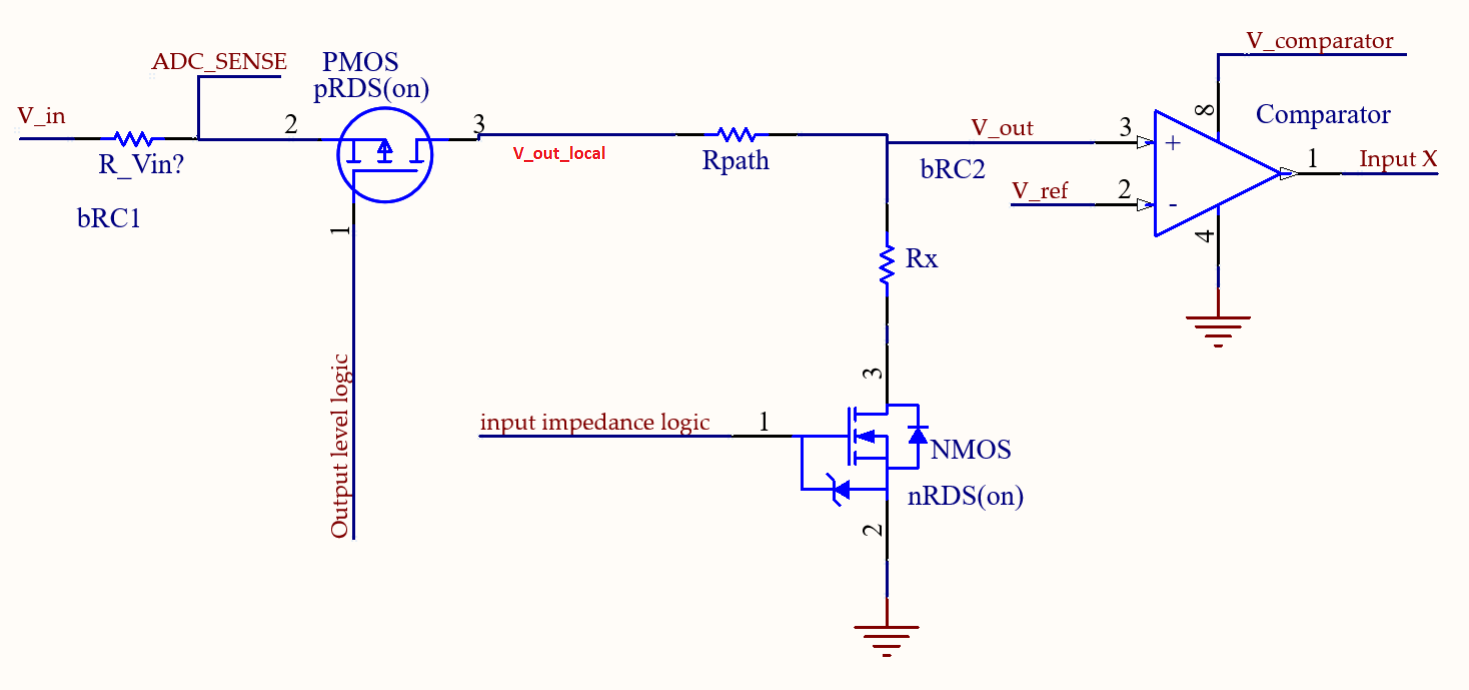 V_comparator
ADC_SENSE
PMOS
pRDS(on)
V_in
8
Comparator
2
3
V_out
3
+
1
Input X
R_Vin?
V_out_local
Rpath
bRC2
V_ref
2
-
bRC1
1
4
Rx
3
Output level logic
input impedance logic
1
NMOS
nRDS(on)
2